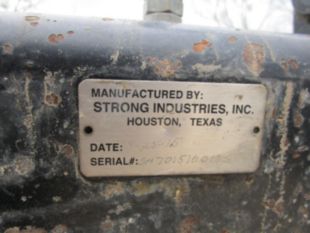 MANUFACTURED BY:
STRONG INDUSTRIES, INC.
HOUSTON, TEXAS
DATE:
SERIAL#: